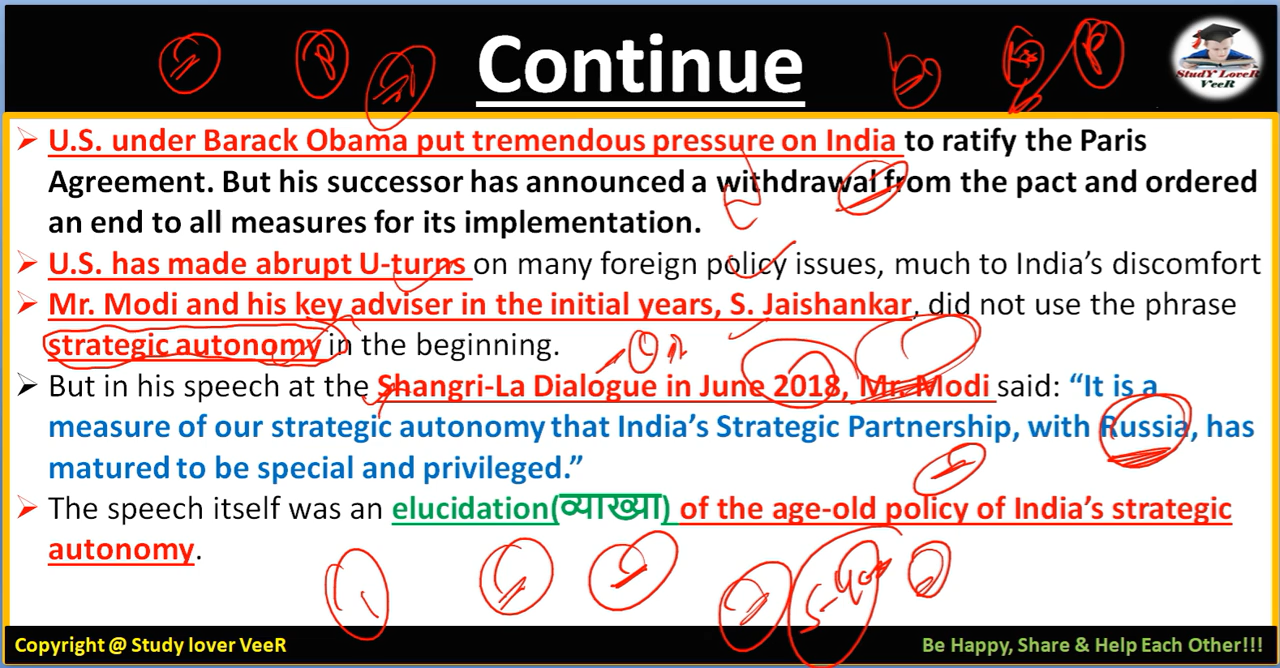 Continue
StudY LoveR
VeeR
➢ U.S. under Barack Obama put tremendous pressure on India to ratify the Paris
Agreement. But his successor has announced a withdrawal from the pact and ordered
an end to all measures for its implementation.
➢ U.S. has made abrupt U-turns on many foreign policy issues, much to India's discomfort
➢ Mr. Modi and his key adviser in the initial years, S. Jaishankar, did not use the phrase
strategic autonomy in the beginning.
➢ But in his speech at the Shangri-La Dialogue in June 2018, Mr. Modi said: “It is a
measure of our strategic autonomy that India's Strategic Partnership, with Russia, has
matured to be special and privileged.”
➢ The speech itself was an elucidation(व्याख्या) of the age-old policy of India's strategic
autonomy.
Copyright @ Study lover VeeR
Be Happy, Share & Help Each Other!!!